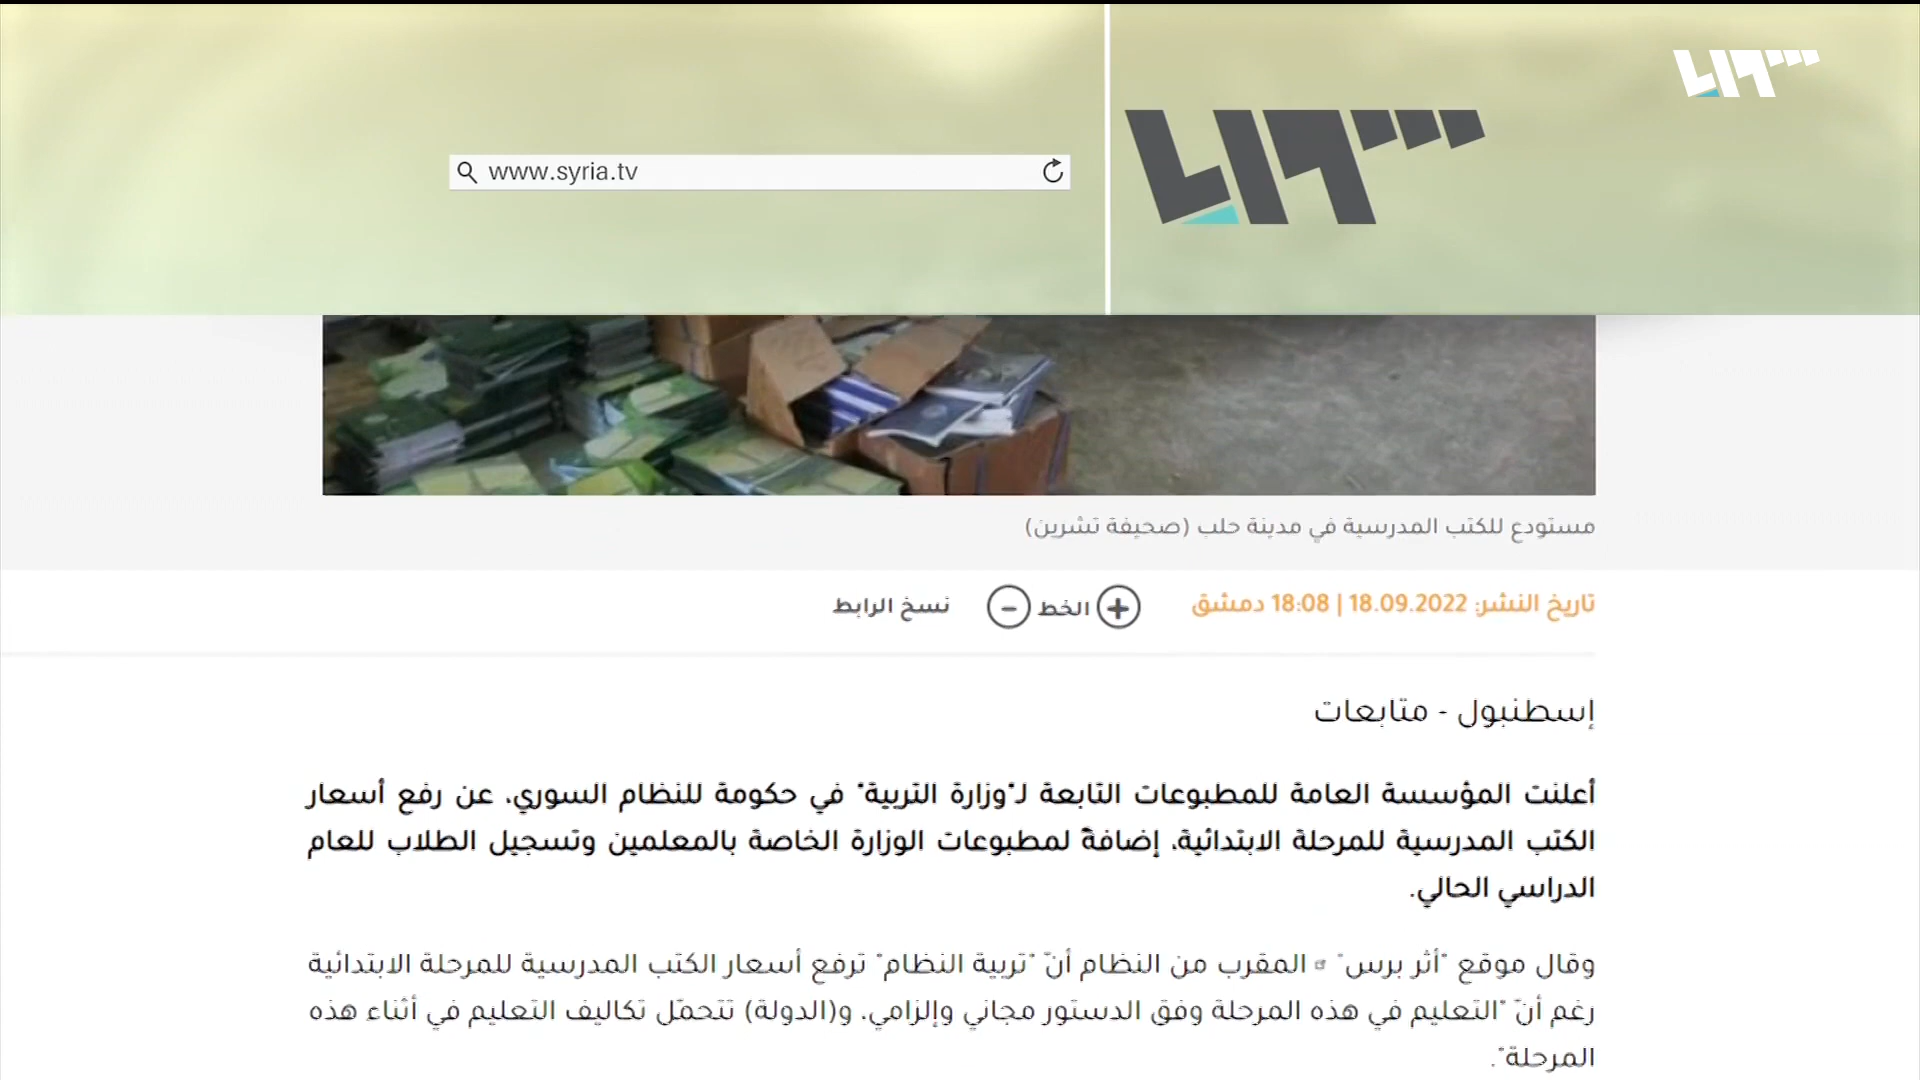 سوريا
www.syria.tv
سوريا
مستودع للكتب المدرسية في مدينة حلب (صحيفة تشرين)
تاريخ النشر: 18.09.2022 | 18:08 دمشق
+ الخط -
نسخ الرابط
إسطنبول - متابعات
أعلنت المؤسسة العامة للمطبوعات التابعة لـ"وزارة التربية" في حكومة للنظام السوري، عن رفع أسعار
الكتب المدرسية للمرحلة الابتدائية، إضافةً لمطبوعات الوزارة الخاصة بالمعلمين وتسجيل الطلاب للعام
الدراسي الحالي.
وقال موقع "أثر برس" المقرب من النظام أنّ "تربية النظام" ترفع أسعار الكتب المدرسية للمرحلة الابتدائية
رغم أنّ "التعليم في هذه المرحلة وفق الدستور مجاني وإلزامي، و(الدولة) تتحمّل تكاليف التعليم في أثناء هذه
المرحلة".